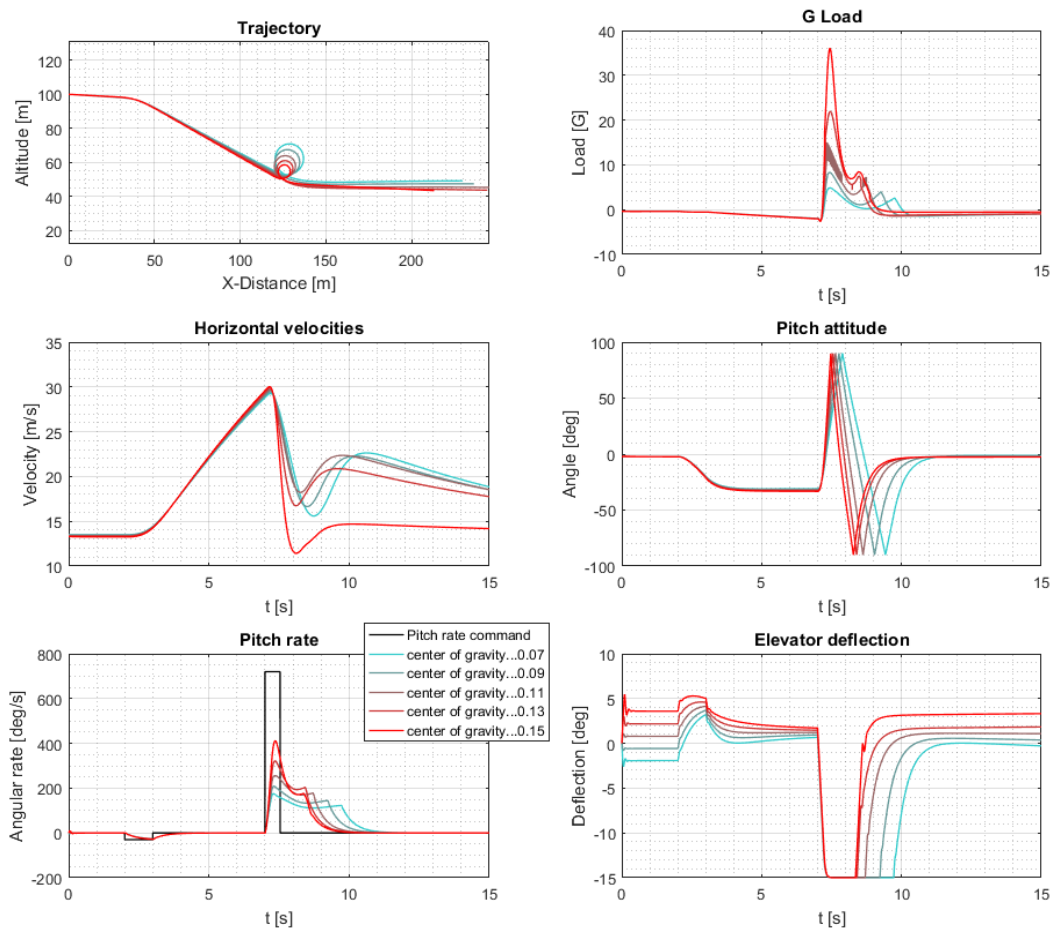 Trajectory
120
100
80
60
40
20
Altitude [m]
0 50 100 150 200
X-Distance [m]
G Load
40
30
20
10
0
-10
Load [G]
0 5 10 15
t [s]
Horizontal velocities
35
30
25
20
15
10
Velocity [m/s]
0 5 10 15
t [s]
Pitch attitude
100
50
0
-50
-100
Angle [deg]
0 5 10 15
t [s]
Pitch rate
800
600
400
200
0
-200
Angular rate [deg/s]
0 5 10 15
t [s]
Pitch rate command
center of gravity...0.07
center of gravity...0.09
center of gravity...0.11
center of gravity...0.13
center of gravity...0.15
Elevator deflection
10
5
0
-5
-10
-15
Deflection [deg]
0 5 10 15
t [s]